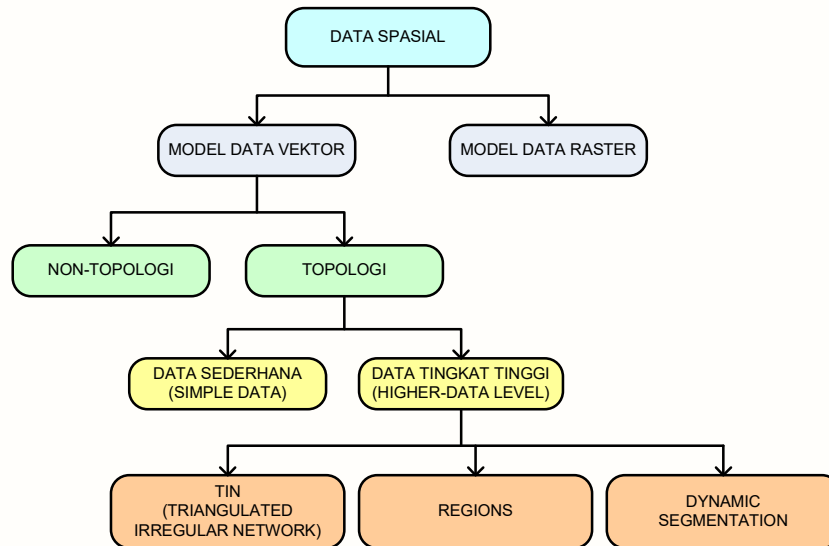 DATA SPASIAL
MODEL DATA VEKTOR
MODEL DATA RASTER
NON-TOPOLOGI
TOPOLOGI
DATA SEDERHANA
(SIMPLE DATA)
DATA TINGKAT TINGGI
(HIGHER-DATA LEVEL)
TIN
(TRIANGULATED
IRREGULAR NETWORK)
REGIONS
DYNAMIC
SEGMENTATION